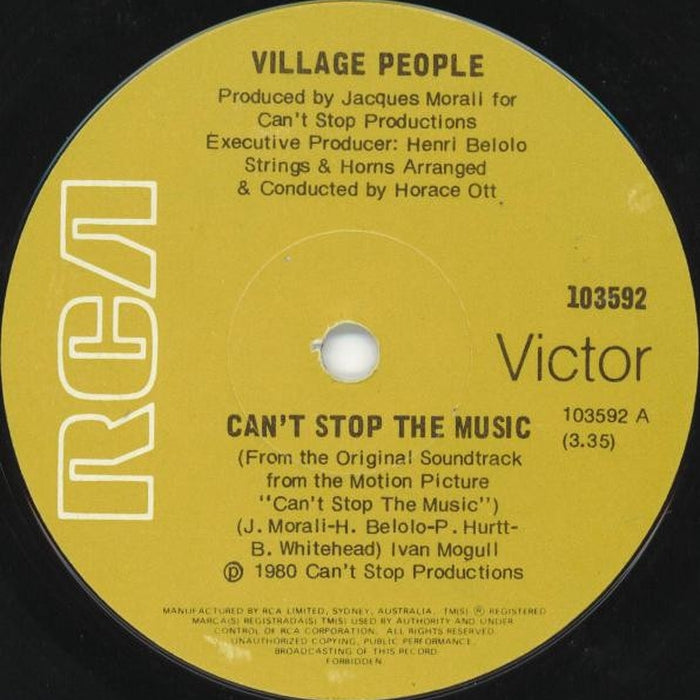 VILLAGE PEOPLE
Produced by Jacques Morali for
Can't Stop Productions
Executive Producer: Henri Belolo
Strings & Horns Arranged
& Conducted by Horace Ott
RCA
103592
Victor
CAN'T STOP THE MUSIC
103592 A
(3.35)
(From the Original Soundtrack
from the Motion Picture
"Can't Stop The Music")
(J. Morali-H. Belolo-P. Hurtt-
B. Whitehead) Ivan Mogull
℗ 1980 Can't Stop Productions
MANUFACTURED BY RCA LIMITED, SYDNEY, AUSTRALIA. TM(S) ® REGISTERED
MARCA(S) REGISTRADA(S) TM(S) USED BY AUTHORITY AND UNDER
CONTROL OF RCA CORPORATION. ALL RIGHTS RESERVED.
UNAUTHORIZED COPYING, PUBLIC PERFORMANCE,
BROADCASTING OF THIS RECORD
FORBIDDEN.